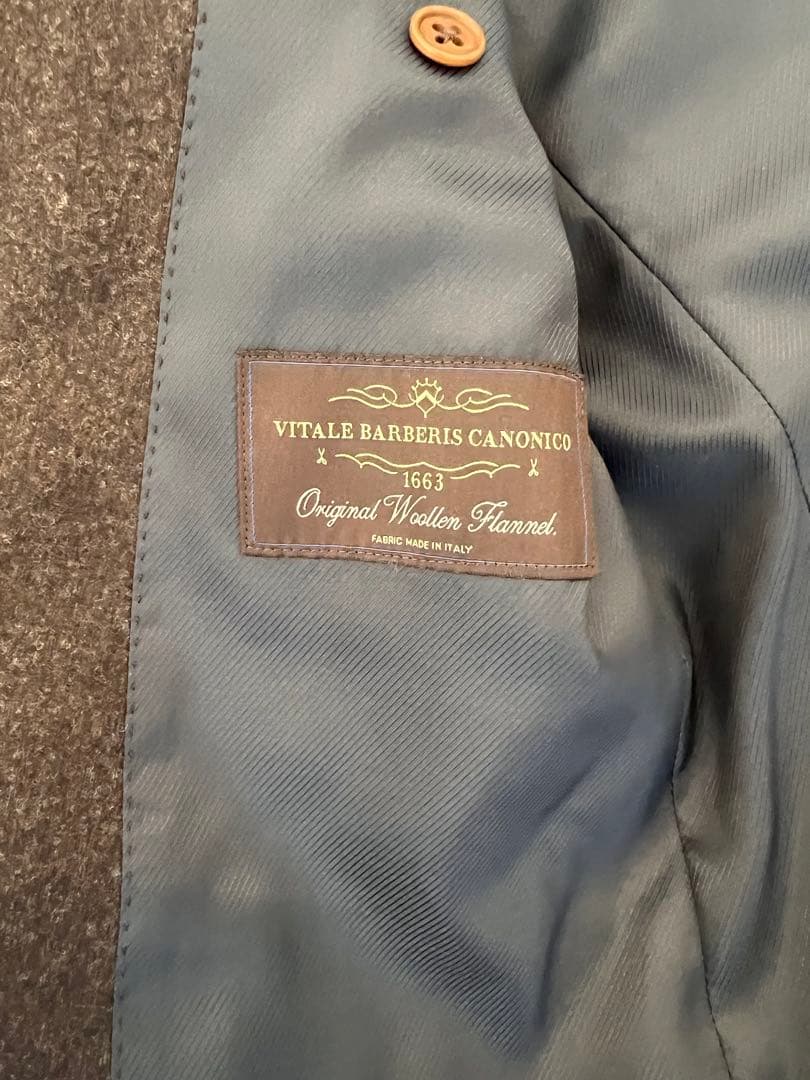 VITALE BARBERIS CANONICO
1663
Original Woollen Flannel.
FABRIC MADE IN ITALY